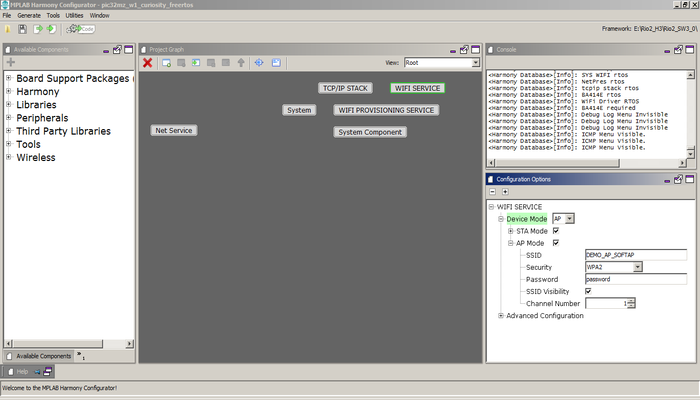 MPLAB Harmony Configurator - pic32mz_w1_curiosity_freertos
File Generate Tools Utilities Window
Code
Framework: E:\Rio2_H3\Rio2_SW3_0\
Available Components
Board Support Packages (
Harmony
Libraries
Peripherals
Third Party Libraries
Tools
Wireless
Available Components
1
Project Graph
View: Root
TCP/IP STACK
WIFI SERVICE
System
WIFI PROVISIONING SERVICE
Net Service
System Component
Console
<Harmony Database>[Info]: SYS WIFI rtos
<Harmony Database>[Info]: NetPres rtos
<Harmony Database>[Info]: tcpip stack rtos
<Harmony Database>[Info]: BA414E rtos
<Harmony Database>[Info]: WiFi Driver RTOS
<Harmony Database>[Info]: BA414E required
<Harmony Database>[Info]: Debug Log Menu Invisible
<Harmony Database>[Info]: Debug Log Menu Invisible
<Harmony Database>[Info]: Debug Log Menu Invisible
<Harmony Database>[Info]: ICMP Menu Visible.
<Harmony Database>[Info]: ICMP Menu Visible.
<Harmony Database>[Info]: ICMP Menu Visible.
Configuration Options
WIFI SERVICE
Device Mode AP
STA Mode
AP Mode
SSID DEMO_AP_SOFTAP
Security WPA2
Password password
SSID Visibility
Channel Number 1
Advanced Configuration
Help
Welcome to the MPLAB Harmony Configurator!